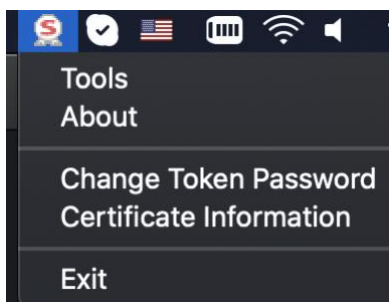 S
Tools
About
Change Token Password
Certificate Information
Exit